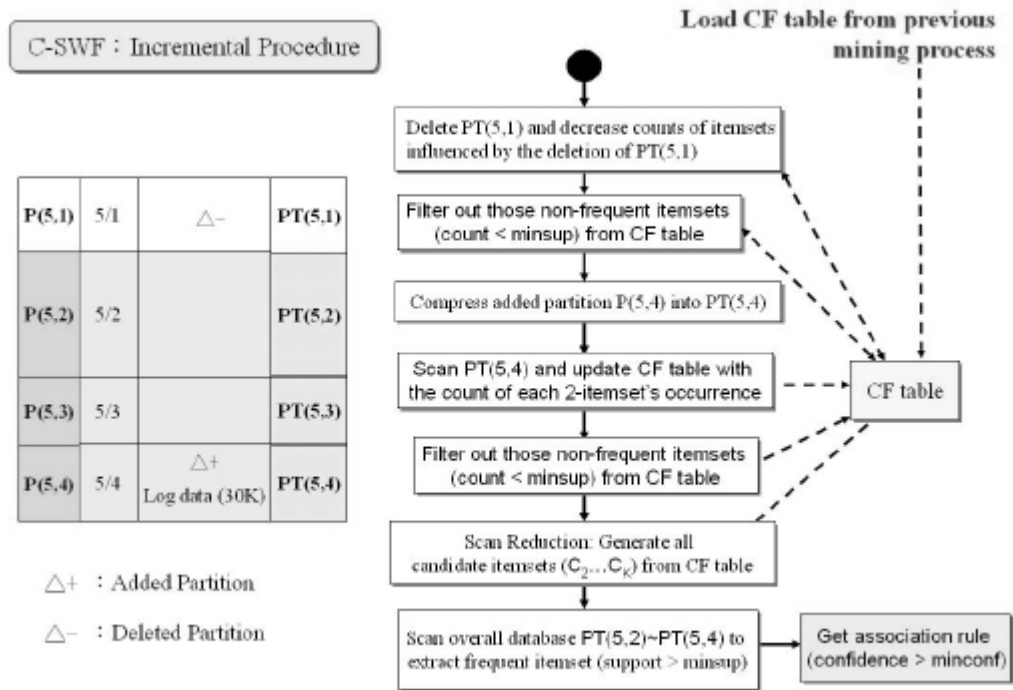 C-SWF : Incremental Procedure
Load CF table from previous
mining process
Delete PT(5,1) and decrease counts of itemsets
influenced by the deletion of PT(5,1)
Filter out those non-frequent itemsets
(count < minsup) from CF table
Compress added partition P(5,4) into PT(5,4)
Scan PT(5,4) and update CF table with
the count of each 2-itemset's occurrence
Filter out those non-frequent itemsets
(count < minsup) from CF table
Scan Reduction: Generate all
candidate itemsets (C2...CK) from CF table
Scan overall database PT(5,2)~PT(5,4) to
extract frequent itemset (support > minsup)
Get association rule
(confidence > minconf)
CF table
P(5,1) 5/1 △− PT(5,1)
P(5,2) 5/2 PT(5,2)
P(5,3) 5/3 PT(5,3)
P(5,4) 5/4 △+ PT(5,4)
Log data (30K)
△+ : Added Partition
△− : Deleted Partition